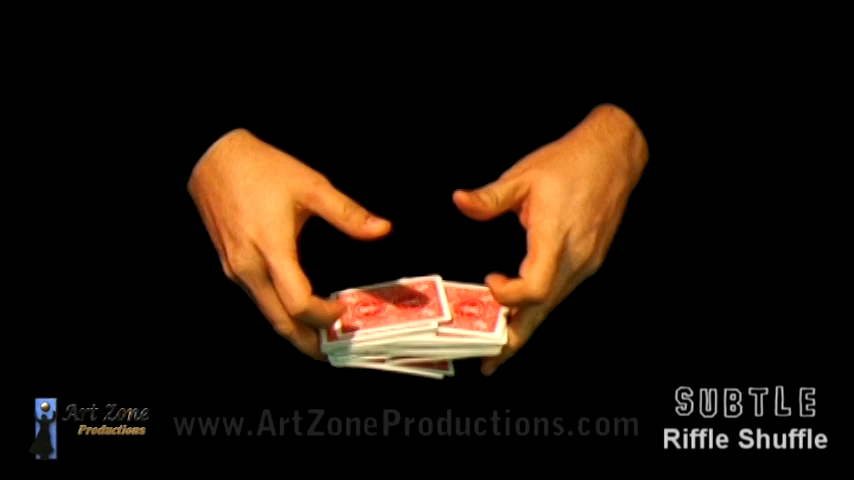 Art Zone
Productions
www.ArtZoneProductions.com
SUBTLE
Riffle Shuffle